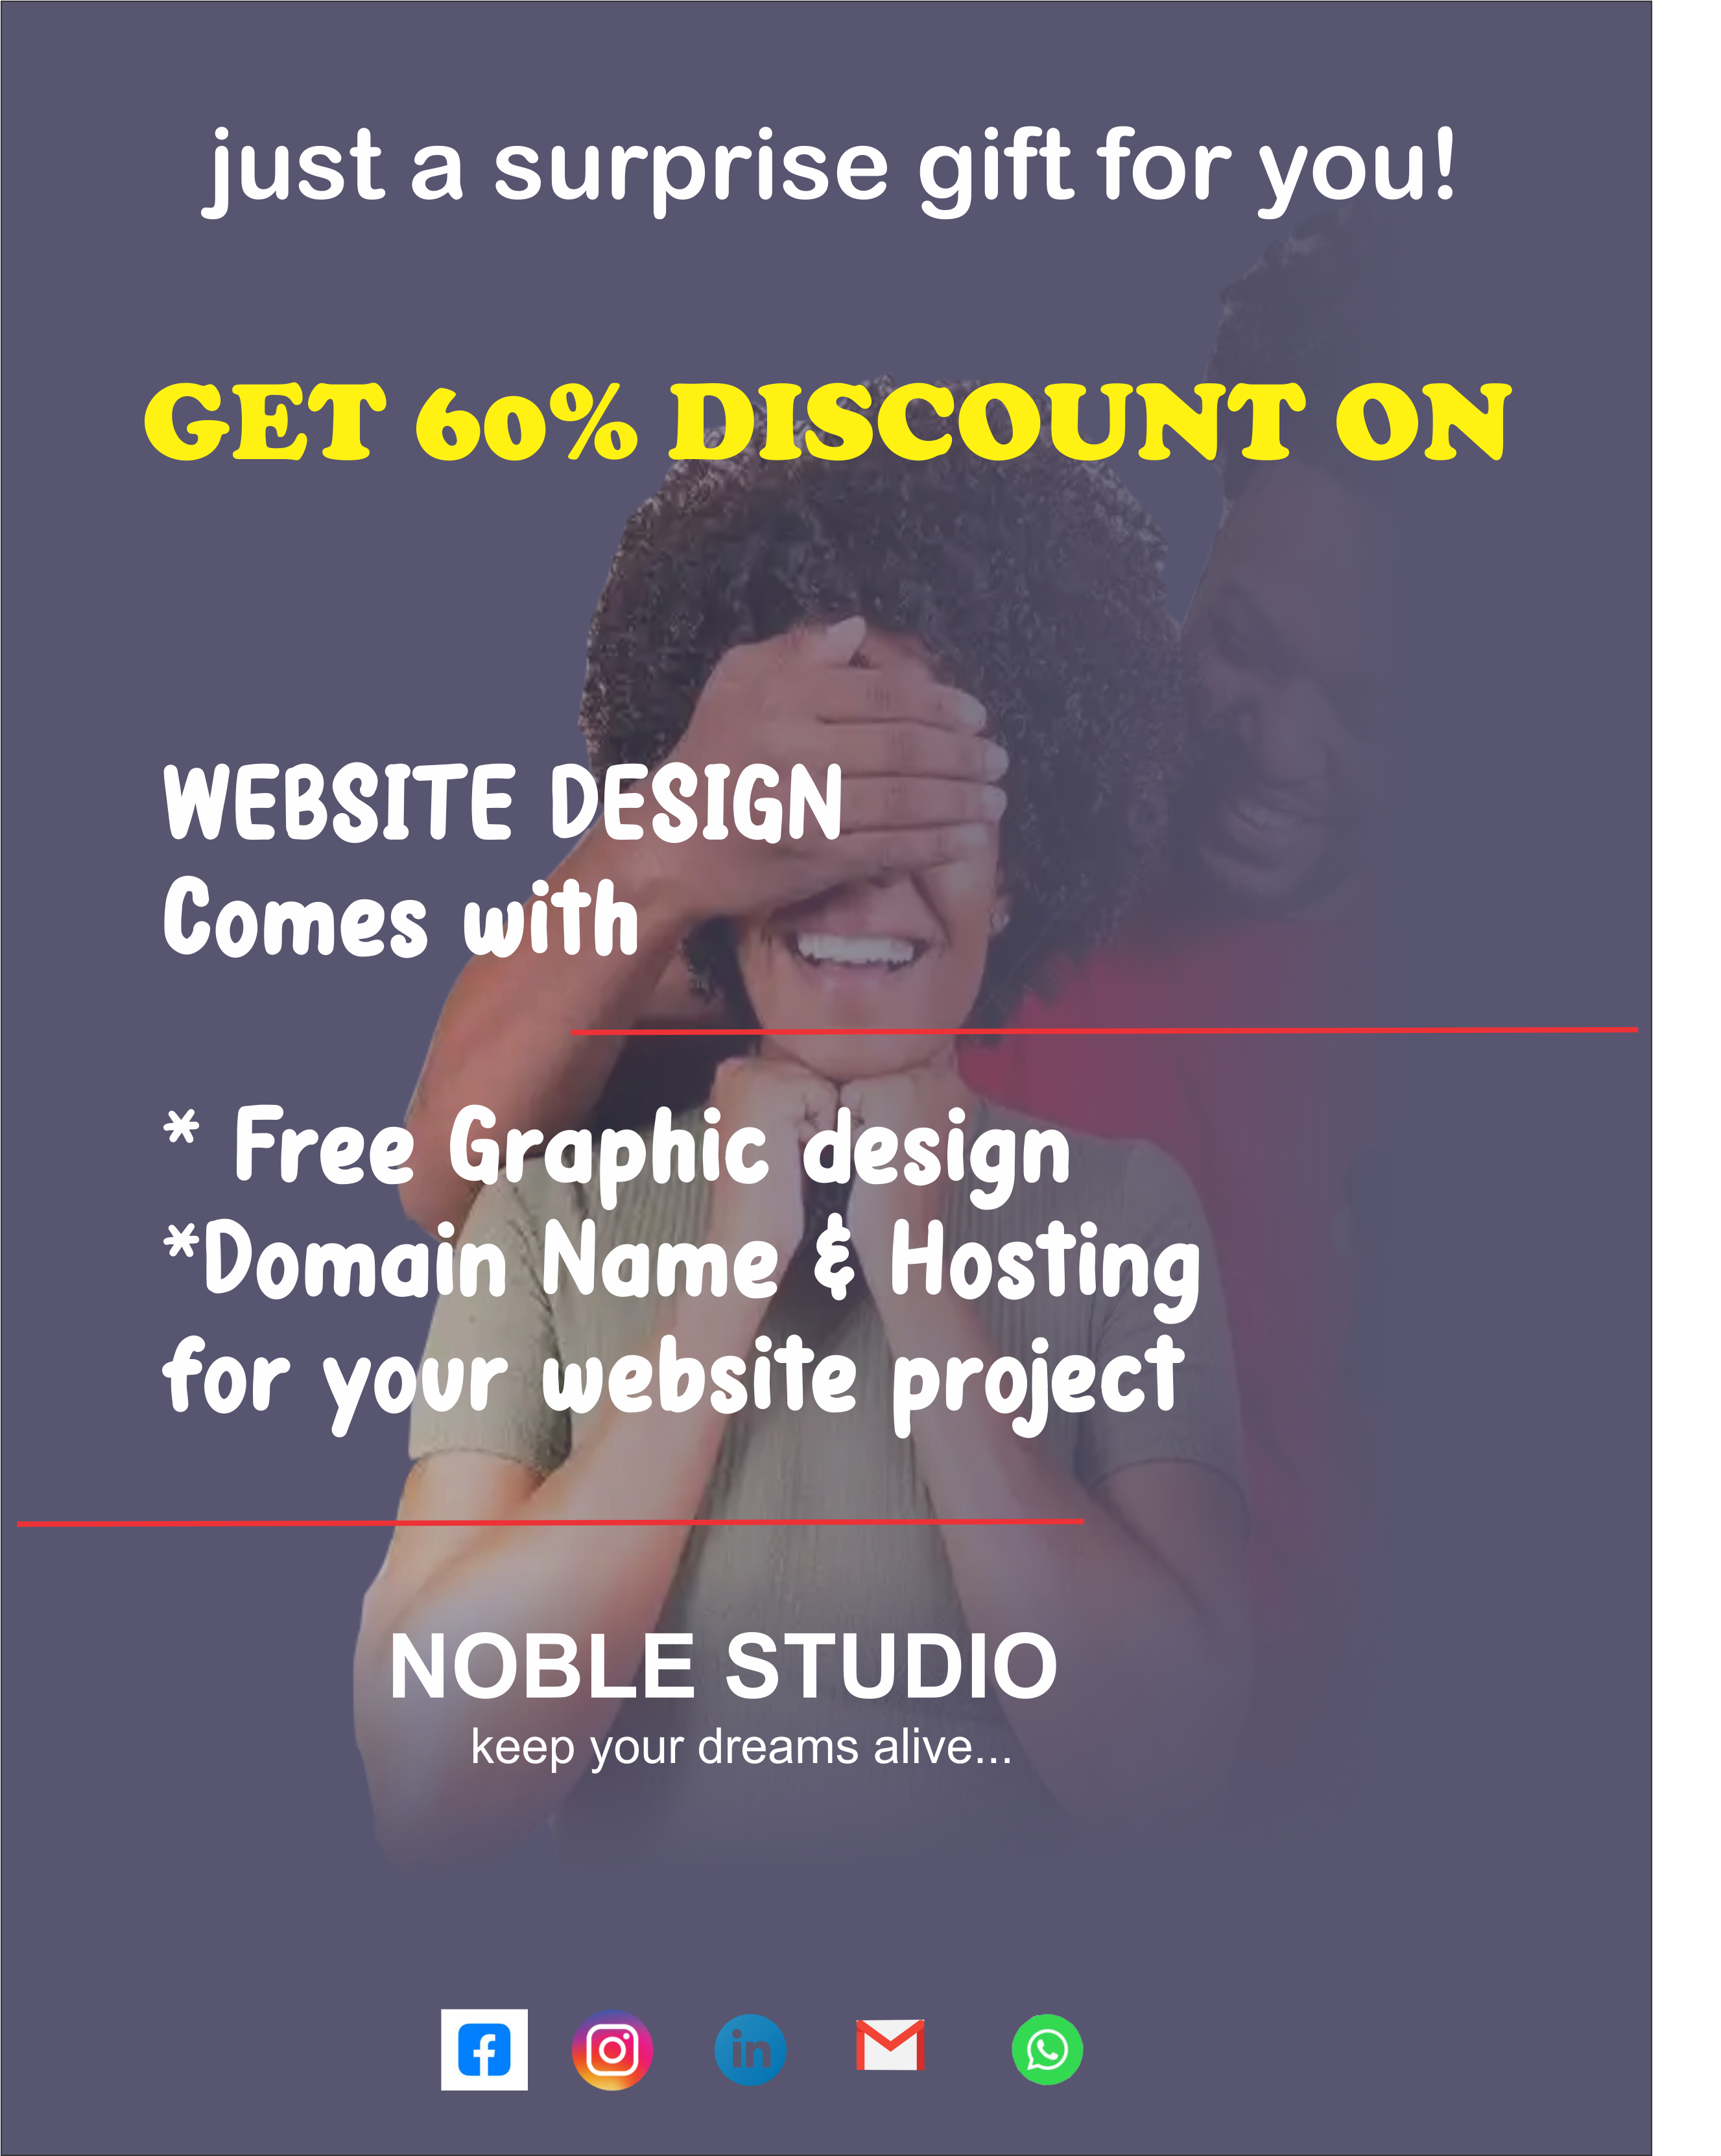 just a surprise gift for you!
GET 60% DISCOUNT ON
WEBSITE DESIGN
Comes with
* Free Graphic design
*Domain Name & Hosting
for your website project
NOBLE STUDIO
keep your dreams alive...
in